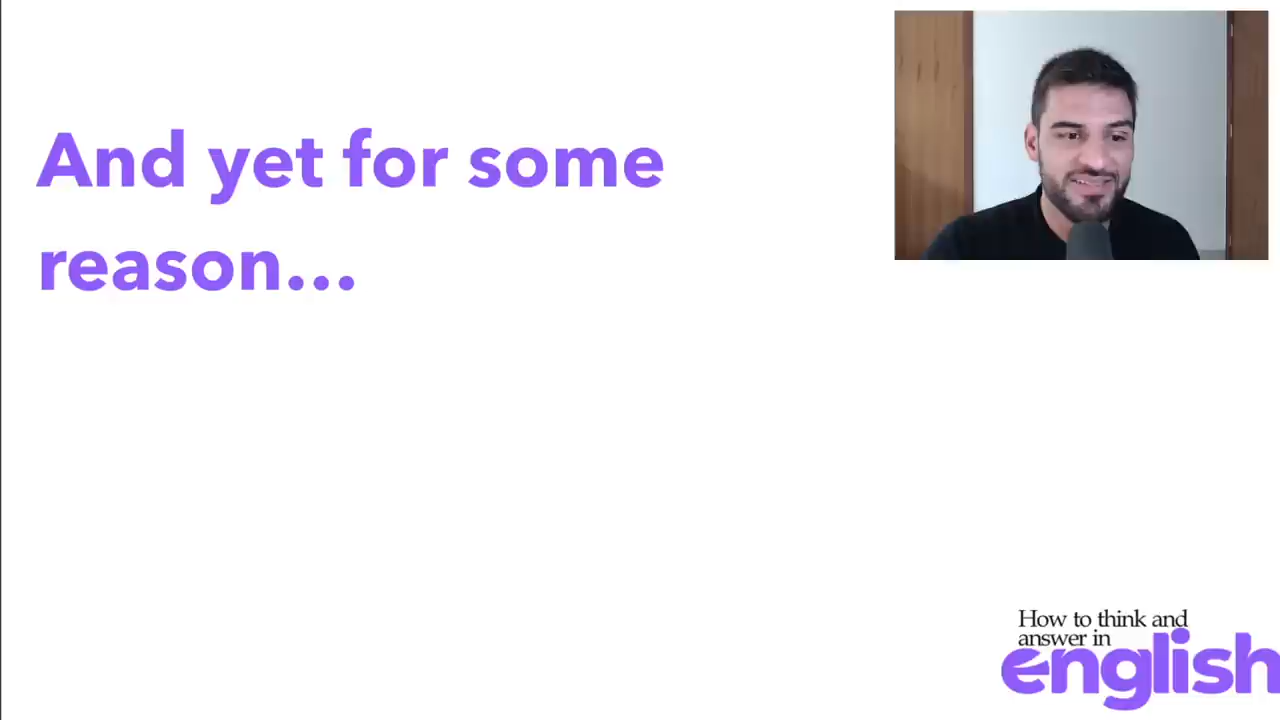 And yet for some
reason...
How to think and
answer in
english